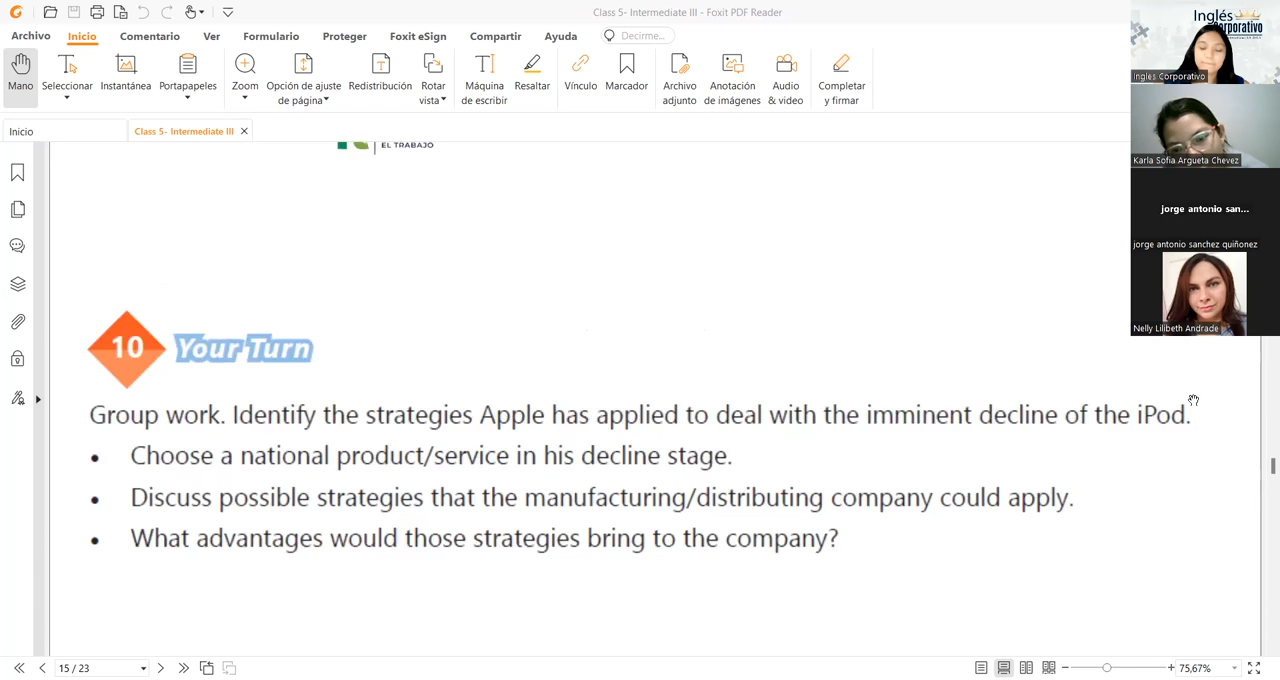 Class 5- Intermediate III - Foxit PDF Reader
Archivo Inicio Comentario Ver Formulario Proteger Foxit eSign Compartir Ayuda Decirme...
Mano Seleccionar Instantánea Portapapeles Zoom Opción de ajuste de página Redistribución Rotar vista Máquina de escribir Resaltar Vínculo Marcador Archivo adjunto Anotación de imágenes Audio & video Completar y firmar
Inicio Class 5- Intermediate III
EL TRABAJO
10 Your Turn
Group work. Identify the strategies Apple has applied to deal with the imminent decline of the iPod.
• Choose a national product/service in his decline stage.
• Discuss possible strategies that the manufacturing/distributing company could apply.
• What advantages would those strategies bring to the company?
Inglés
Corporativo
Ingles Corporativo
Karla Sofia Argueta Chevez
jorge antonio san...
jorge antonio sanchez quiñonez
Nelly Lilibeth Andrade
15 / 23
75,67%